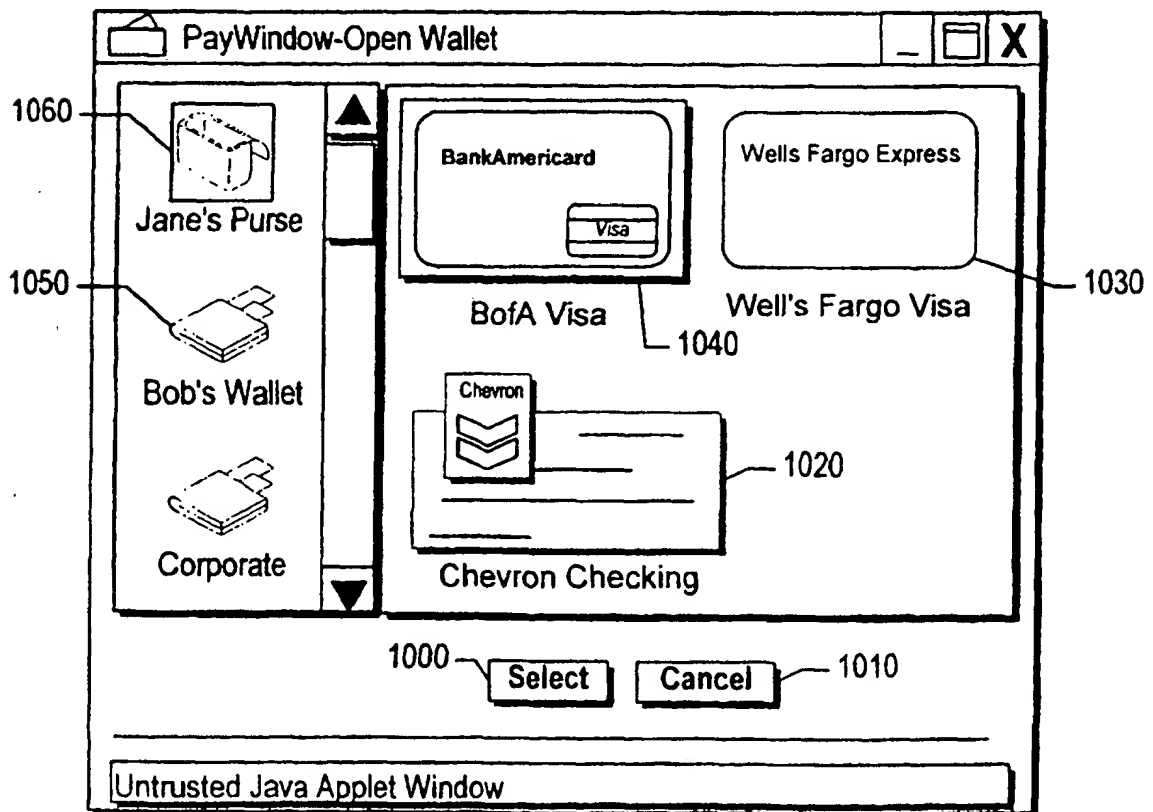 PayWindow-Open Wallet
X
1060
Jane's Purse
1050
Bob's Wallet
Corporate
BankAmericard
Visa
BofA Visa
1040
Wells Fargo Express
1030
Well's Fargo Visa
Chevron
1020
Chevron Checking
1000
Select
Cancel
1010
Untrusted Java Applet Window